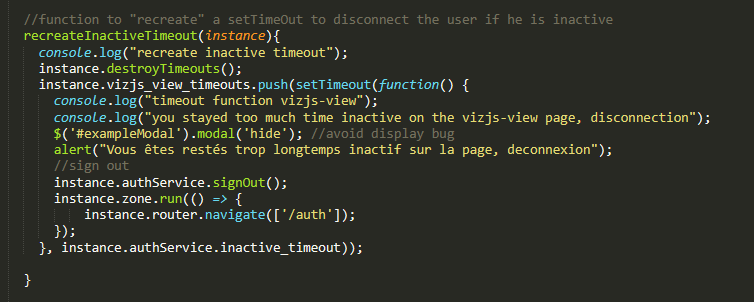 //function to "recreate" a setTimeOut to disconnect the user if he is inactive
recreateInactiveTimeout(instance){
console.log("recreate inactive timeout");
instance.destroyTimeouts();
instance.vizjs_view_timeouts.push(setTimeout(function() {
console.log("timeout function vizjs-view");
console.log("you stayed too much time inactive on the vizjs-view page, disconnection");
$('#exampleModal').modal('hide'); //avoid display bug
alert("Vous êtes restés trop longtemps inactif sur la page, deconnexion");
//sign out
instance.authService.signOut();
instance.zone.run(() => {
instance.router.navigate(['/auth']);
});
}, instance.authService.inactive_timeout));
}